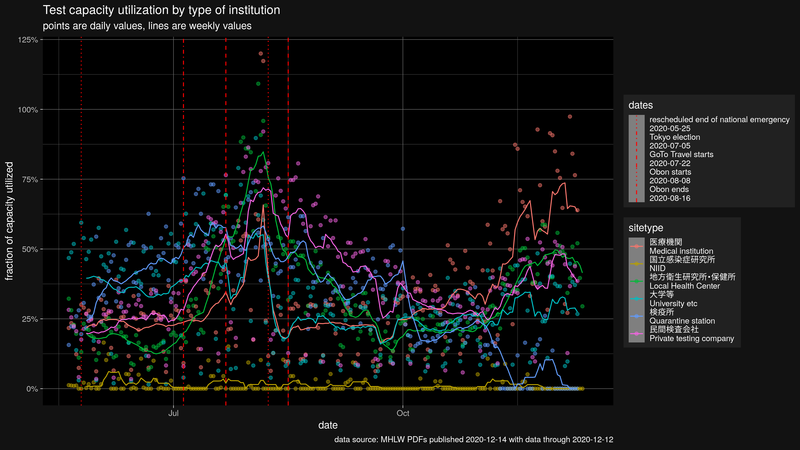 Test capacity utilization by type of institution
points are daily values, lines are weekly values
125%
100%
75%
50%
25%
0%
fraction of capacity utilized
Jul
Oct
date
dates
rescheduled end of national emergency
2020-05-25
Tokyo election
2020-07-05
GoTo Travel starts
2020-07-22
Obon starts
2020-08-08
Obon ends
2020-08-16
sitetype
医療機関
Medical institution
国立感染症研究所
NIID
地方衛生研究所・保健所
Local Health Center
大学等
University etc
検疫所
Quarantine station
民間検査会社
Private testing company
data source: MHLW PDFs published 2020-12-14 with data through 2020-12-12